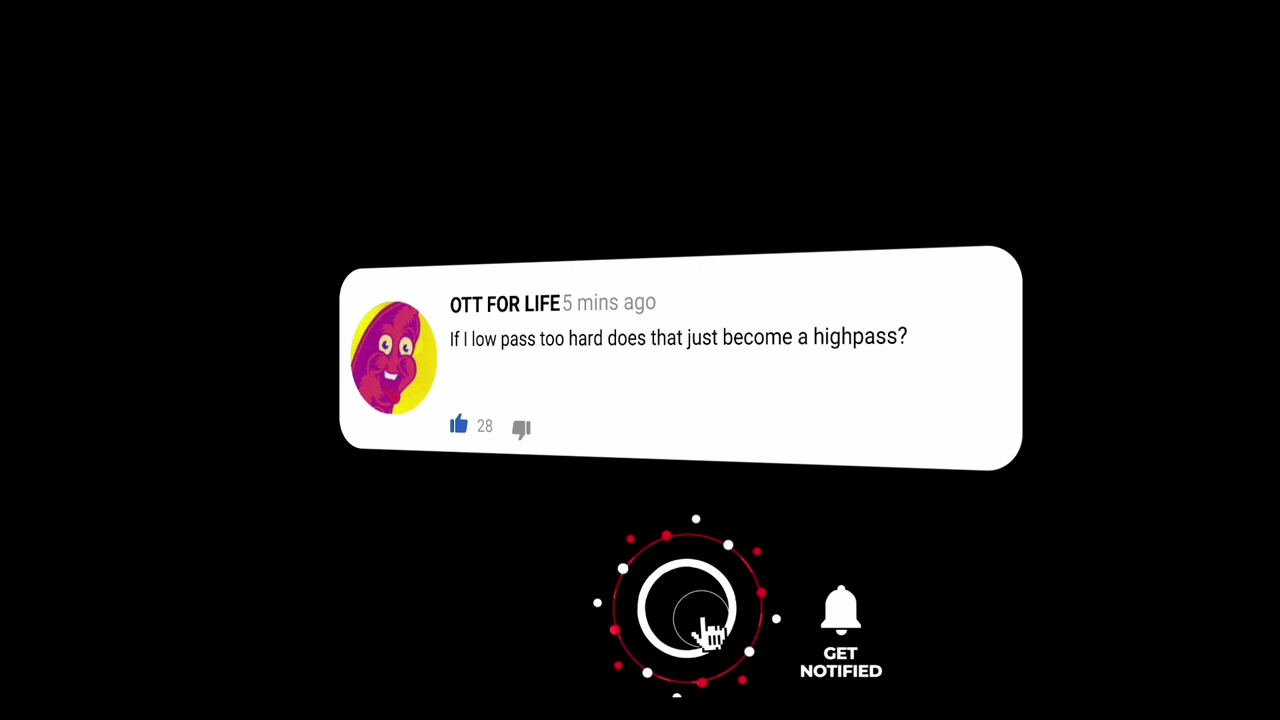 OTT FOR LIFE 5 mins ago
If I low pass too hard does that just become a highpass?
28
GET
NOTIFIED